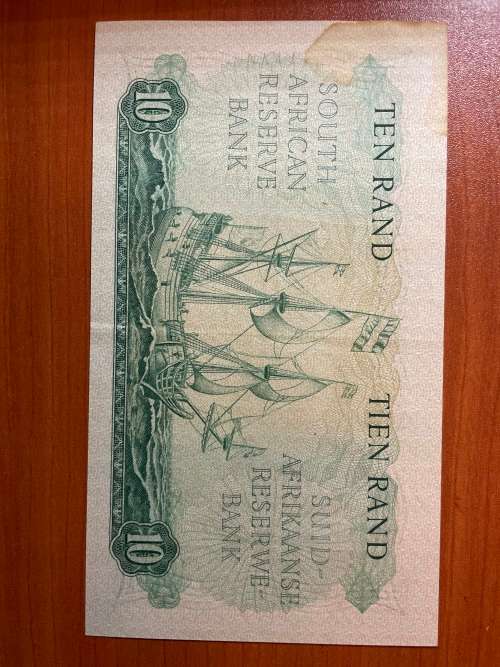 TEN RAND
TIEN RAND
SOUTH
AFRICAN
RESERVE
BANK
SUID-
AFRIKAANSE
RESERWE-
BANK
10
10